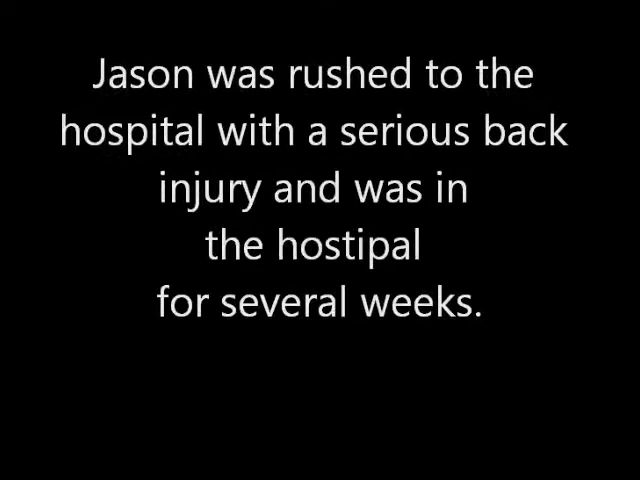 Jason was rushed to the
hospital with a serious back
injury and was in
the hostipal
for several weeks.